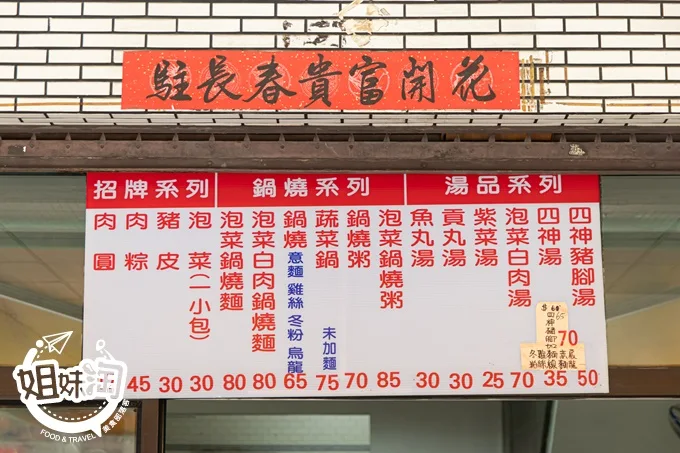 花開富貴春長駐
招牌系列
肉圓
肉粽 45
豬皮 30
泡菜(一小包) 30
鍋燒系列
泡菜鍋燒麵 80
泡菜白肉鍋燒麵 80
鍋燒意麵 雞絲 冬粉 烏龍 65
蔬菜鍋 未加麵 75
鍋燒粥 70
泡菜鍋燒粥 85
湯品系列
魚丸湯 30
貢丸湯 30
紫菜湯 25
泡菜白肉湯 70
四神湯 35
四神豬腳湯 50
70
姐妹淘
FOOD & TRAVEL